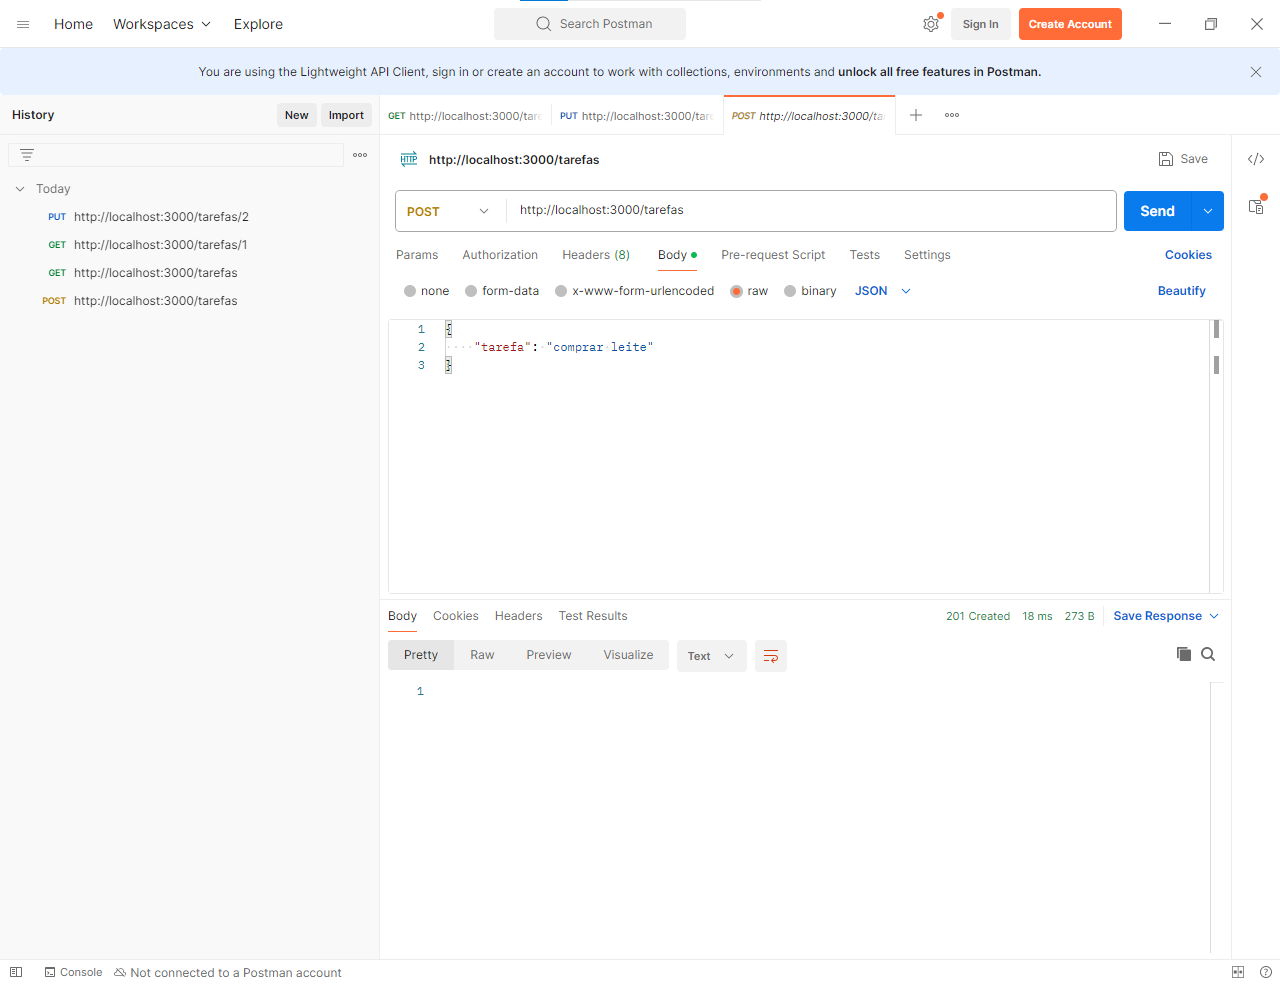 Home Workspaces Explore Search Postman Sign In Create Account
You are using the Lightweight API Client, sign in or create an account to work with collections, environments and unlock all free features in Postman.
History New Import
Today
PUT http://localhost:3000/tarefas/2
GET http://localhost:3000/tarefas/1
GET http://localhost:3000/tarefas
POST http://localhost:3000/tarefas
GET http://localhost:3000/tare PUT http://localhost:3000/tare POST http://localhost:3000/ta
HTTP http://localhost:3000/tarefas Save
POST http://localhost:3000/tarefas Send
Params Authorization Headers (8) Body Pre-request Script Tests Settings Cookies
none form-data x-www-form-urlencoded raw binary JSON Beautify
1 {
2 "tarefa": "comprar leite"
3 }
Body Cookies Headers Test Results 201 Created 18 ms 273 B Save Response
Pretty Raw Preview Visualize Text
1
Console Not connected to a Postman account